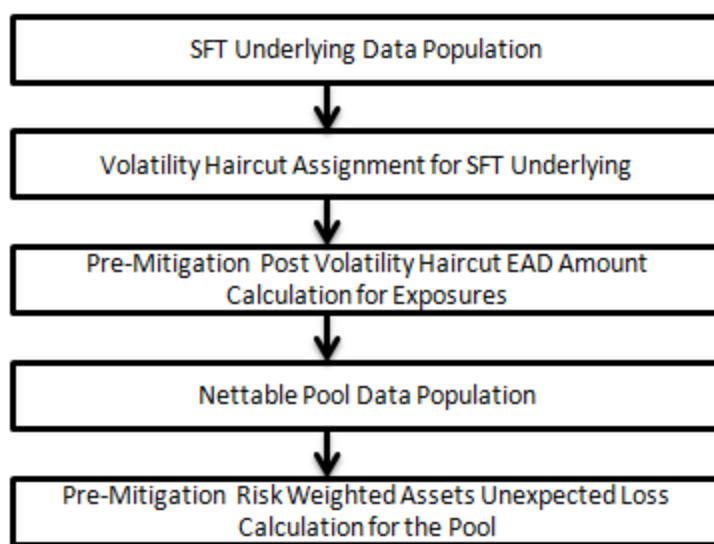 SFT Underlying Data Population
Volatility Haircut Assignment for SFT Underlying
Pre-Mitigation Post Volatility Haircut EAD Amount
Calculation for Exposures
Nettable Pool Data Population
Pre-Mitigation Risk Weighted Assets Unexpected Loss
Calculation for the Pool